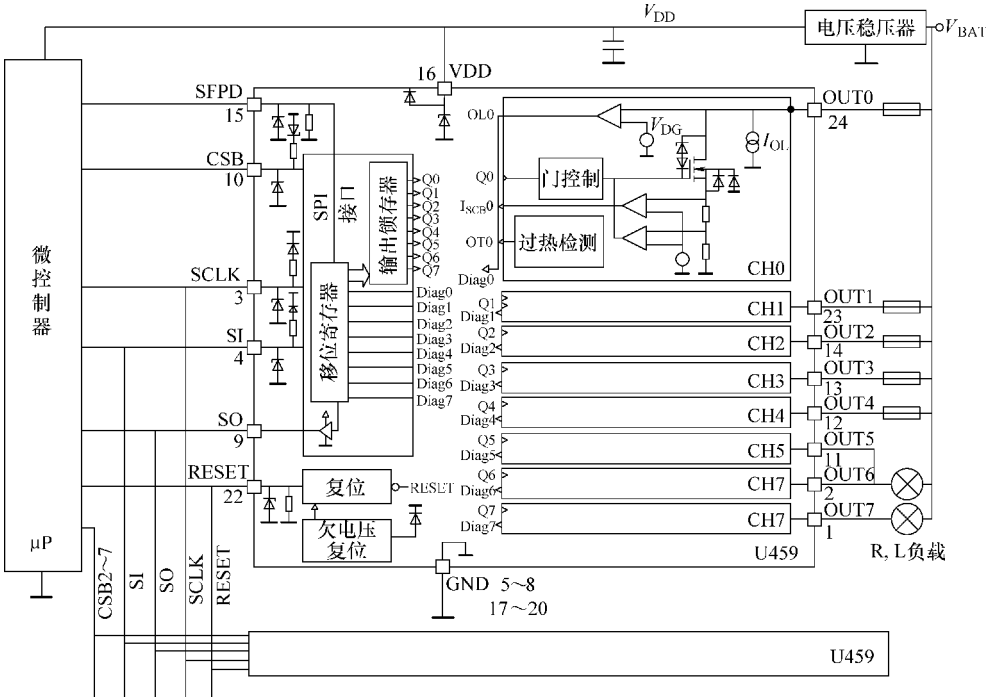 V_DD
电压稳压器
V_BAT
16
VDD
SFPD
15
CSB
10
SCLK
3
SI
4
SO
9
RESET
22
微控制器
μP
SPI
接口
输出锁存器
Q0
Q1
Q2
Q3
Q4
Q5
Q6
Q7
移位寄存器
Diag0
Diag1
Diag2
Diag3
Diag4
Diag5
Diag6
Diag7
复位
RESET
欠电压
复位
OL0
V_DG
I_OL
Q0
门控制
I_SCB0
OT0
过热检测
Diag0
CH0
OUT0
24
Q1
Diag1
CH1
OUT1
23
Q2
Diag2
CH2
OUT2
14
Q3
Diag3
CH3
OUT3
13
Q4
Diag4
CH4
OUT4
12
Q5
Diag5
CH5
OUT5
11
Q6
Diag6
CH7
OUT6
2
Q7
Diag7
CH7
OUT7
1
U459
R, L负载
GND 5～8
17～20
CSB2～7
SI
SO
SCLK
RESET
U459